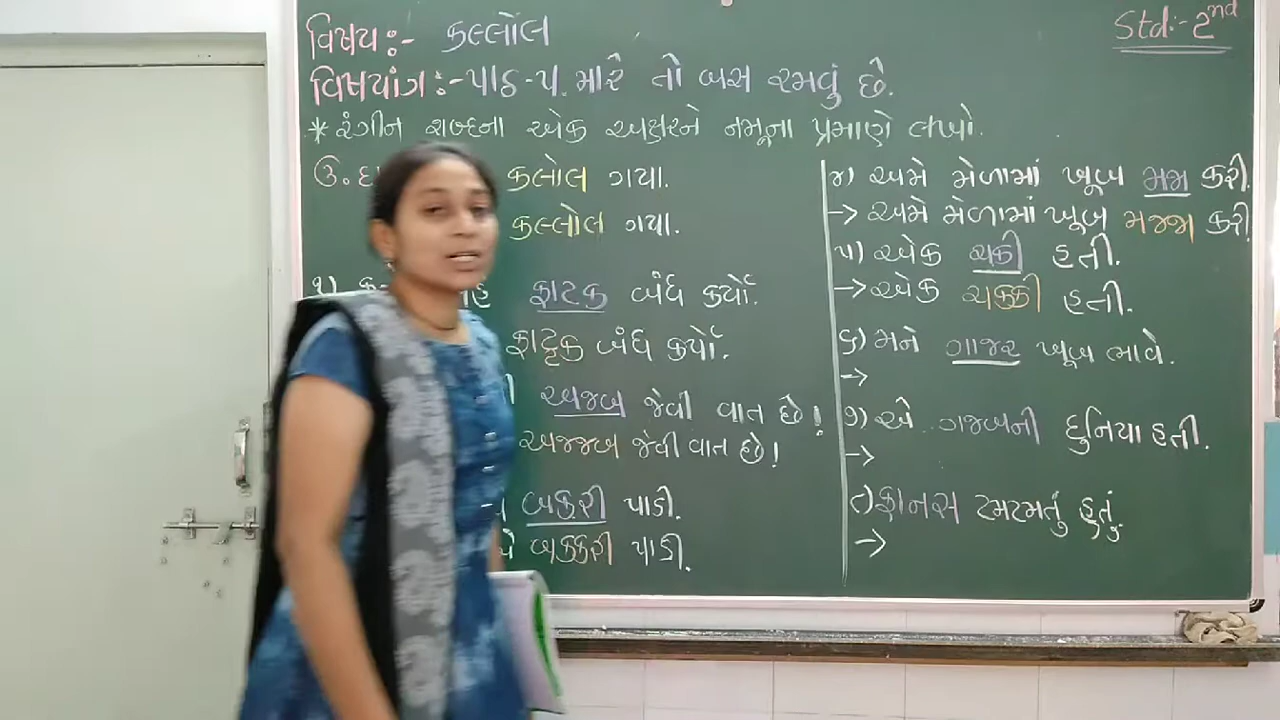 વિષય:- કલ્લોલ
Std:- 2nd
વિષયાંગ:- પાઠ-૫. મારે તો બસ રમવું છે.
* રંગીન શબ્દના એક અક્ષરને નમૂના પ્રમાણે લખો.
ઉ. દા કલોલ ગયા.
કલ્લોલ ગયા.
૧) ફાટક બંધ કર્યો.
ફાટ્ટક બંધ કર્યો.
અજબ જેવી વાત છે!
અજ્જબ જેવી વાત છે!
બકરી પાડી.
બક્કરી પાડી.
૪) અમે મેળામાં ખૂબ મજા કરી.
-> અમે મેળામાં ખૂબ મજ્જા કરી
૫) એક ચકી હતી.
-> એક ચક્કી હતી.
૬) મને ગાજર ખૂબ ભાવે.
->
૭) એ ગજબની દુનિયા હતી.
->
૮) ફાનસ ટમટમતું હતું.
->